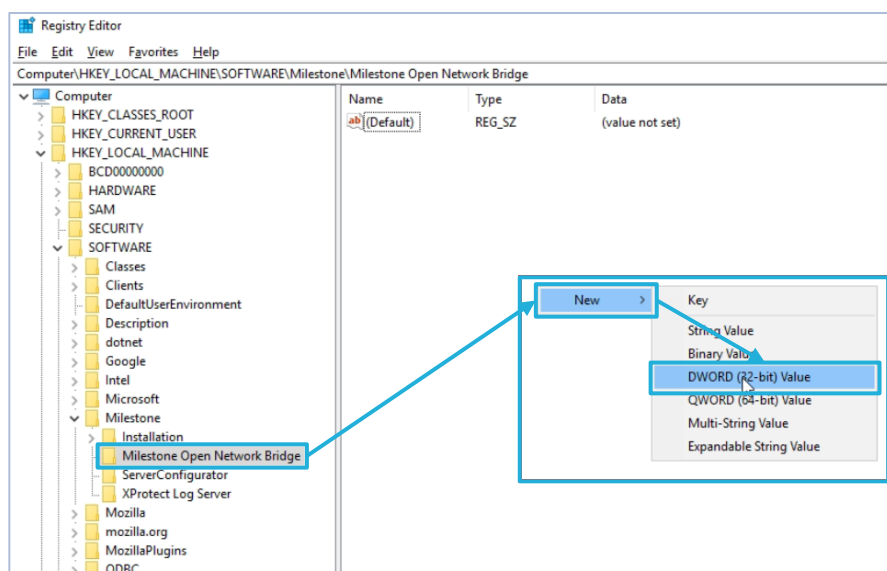 Registry Editor
File Edit View Favorites Help
Computer\HKEY_LOCAL_MACHINE\SOFTWARE\Milestone\Milestone Open Network Bridge
Computer
HKEY_CLASSES_ROOT
HKEY_CURRENT_USER
HKEY_LOCAL_MACHINE
BCD00000000
HARDWARE
SAM
SECURITY
SOFTWARE
Classes
Clients
DefaultUserEnvironment
Description
dotnet
Google
Intel
Microsoft
Milestone
Installation
Milestone Open Network Bridge
ServerConfigurator
XProtect Log Server
Mozilla
mozilla.org
MozillaPlugins
ODBC
Name Type Data
ab (Default) REG_SZ (value not set)
New
Key
String Value
Binary Value
DWORD (32-bit) Value
QWORD (64-bit) Value
Multi-String Value
Expandable String Value